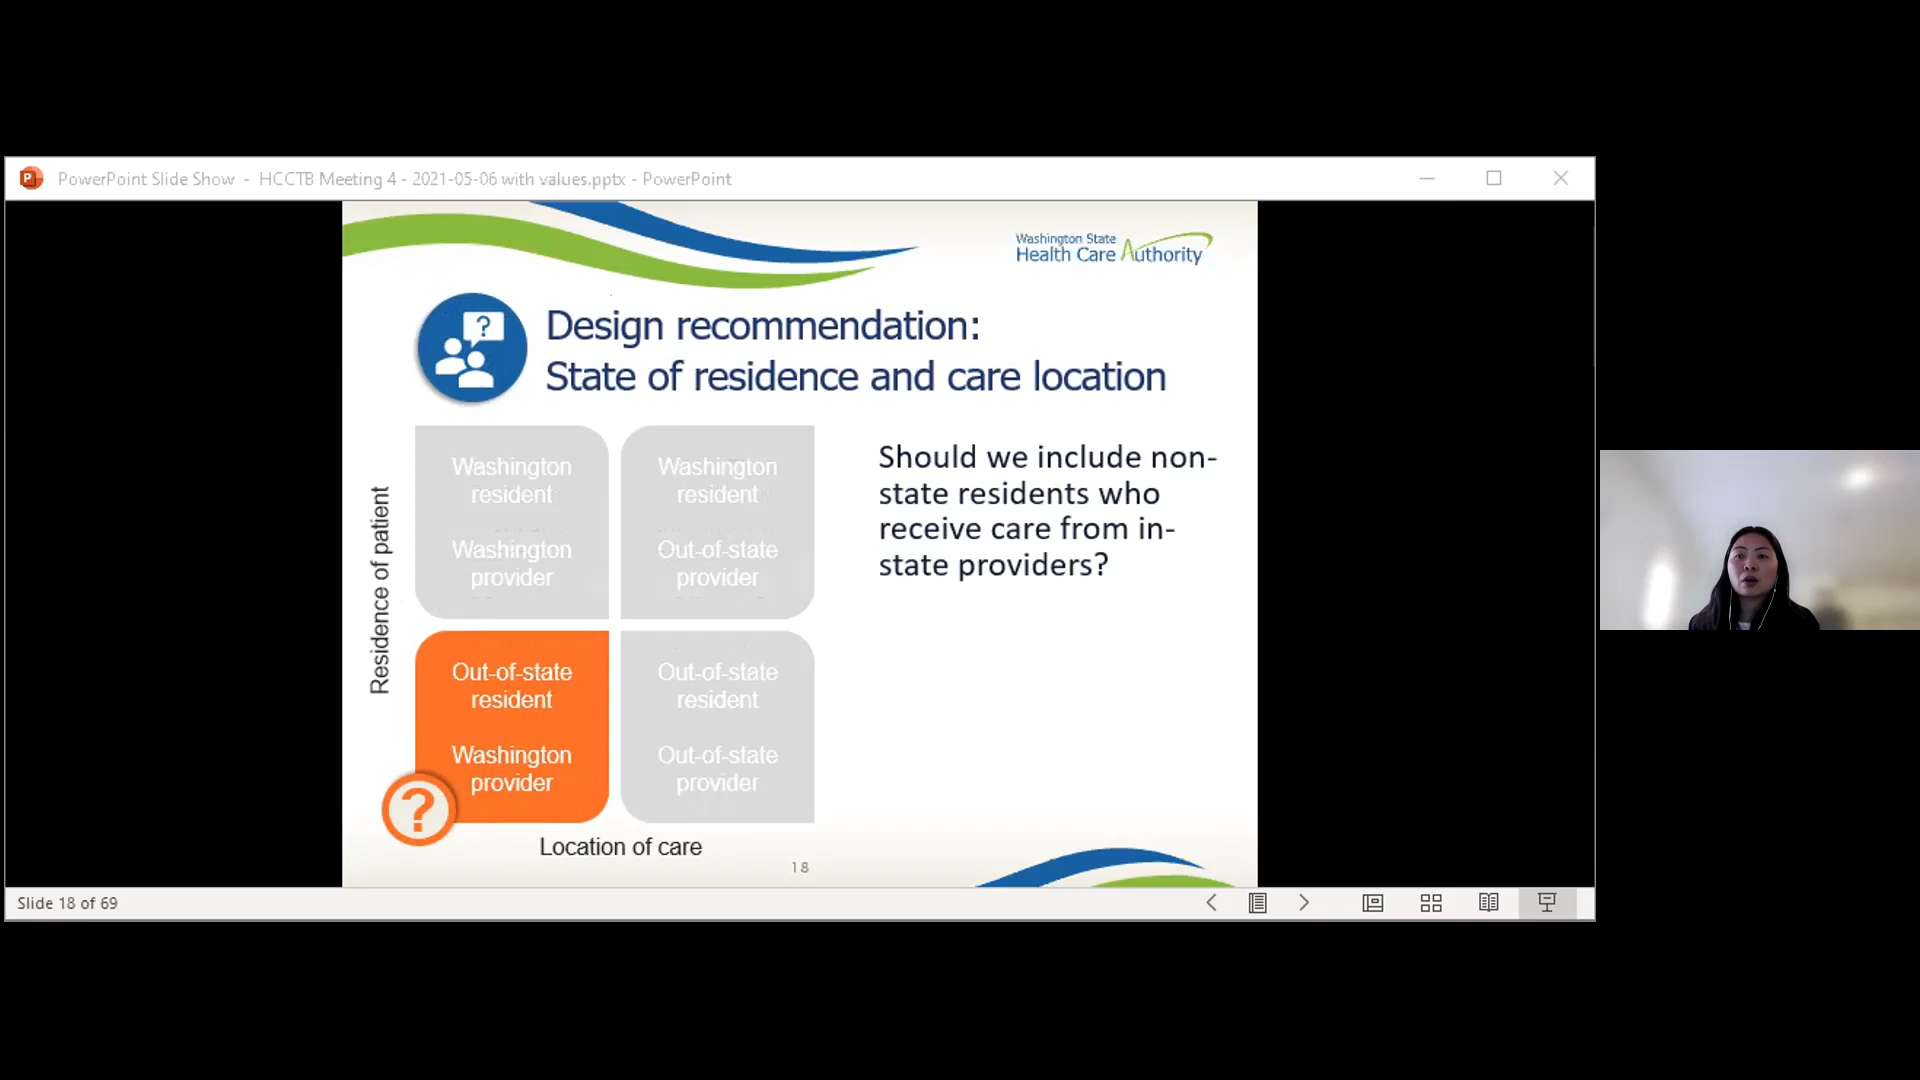 PowerPoint Slide Show - HCCTB Meeting 4 - 2021-05-06 with values.pptx - PowerPoint
Washington State
Health Care Authority
Design recommendation:
State of residence and care location
Residence of patient
Washington
resident
Washington
provider
Washington
resident
Out-of-state
provider
Out-of-state
resident
Washington
provider
Out-of-state
resident
Out-of-state
provider
?
Location of care
Should we include non-
state residents who
receive care from in-
state providers?
18
Slide 18 of 69